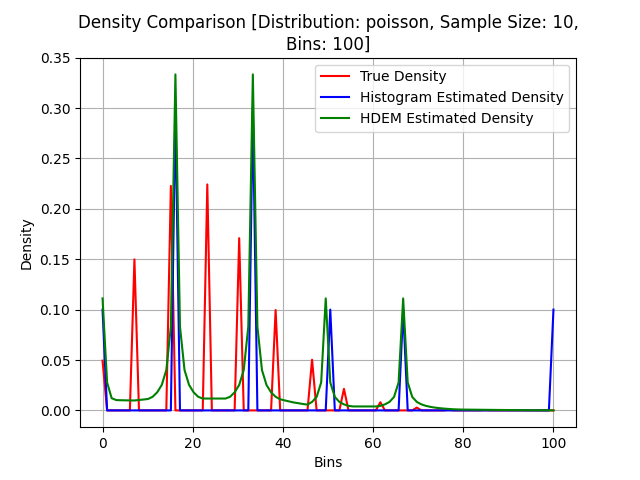 Density Comparison [Distribution: poisson, Sample Size: 10,
Bins: 100]
True Density
Histogram Estimated Density
HDEM Estimated Density
Density
0.35
0.30
0.25
0.20
0.15
0.10
0.05
0.00
0 20 40 60 80 100
Bins